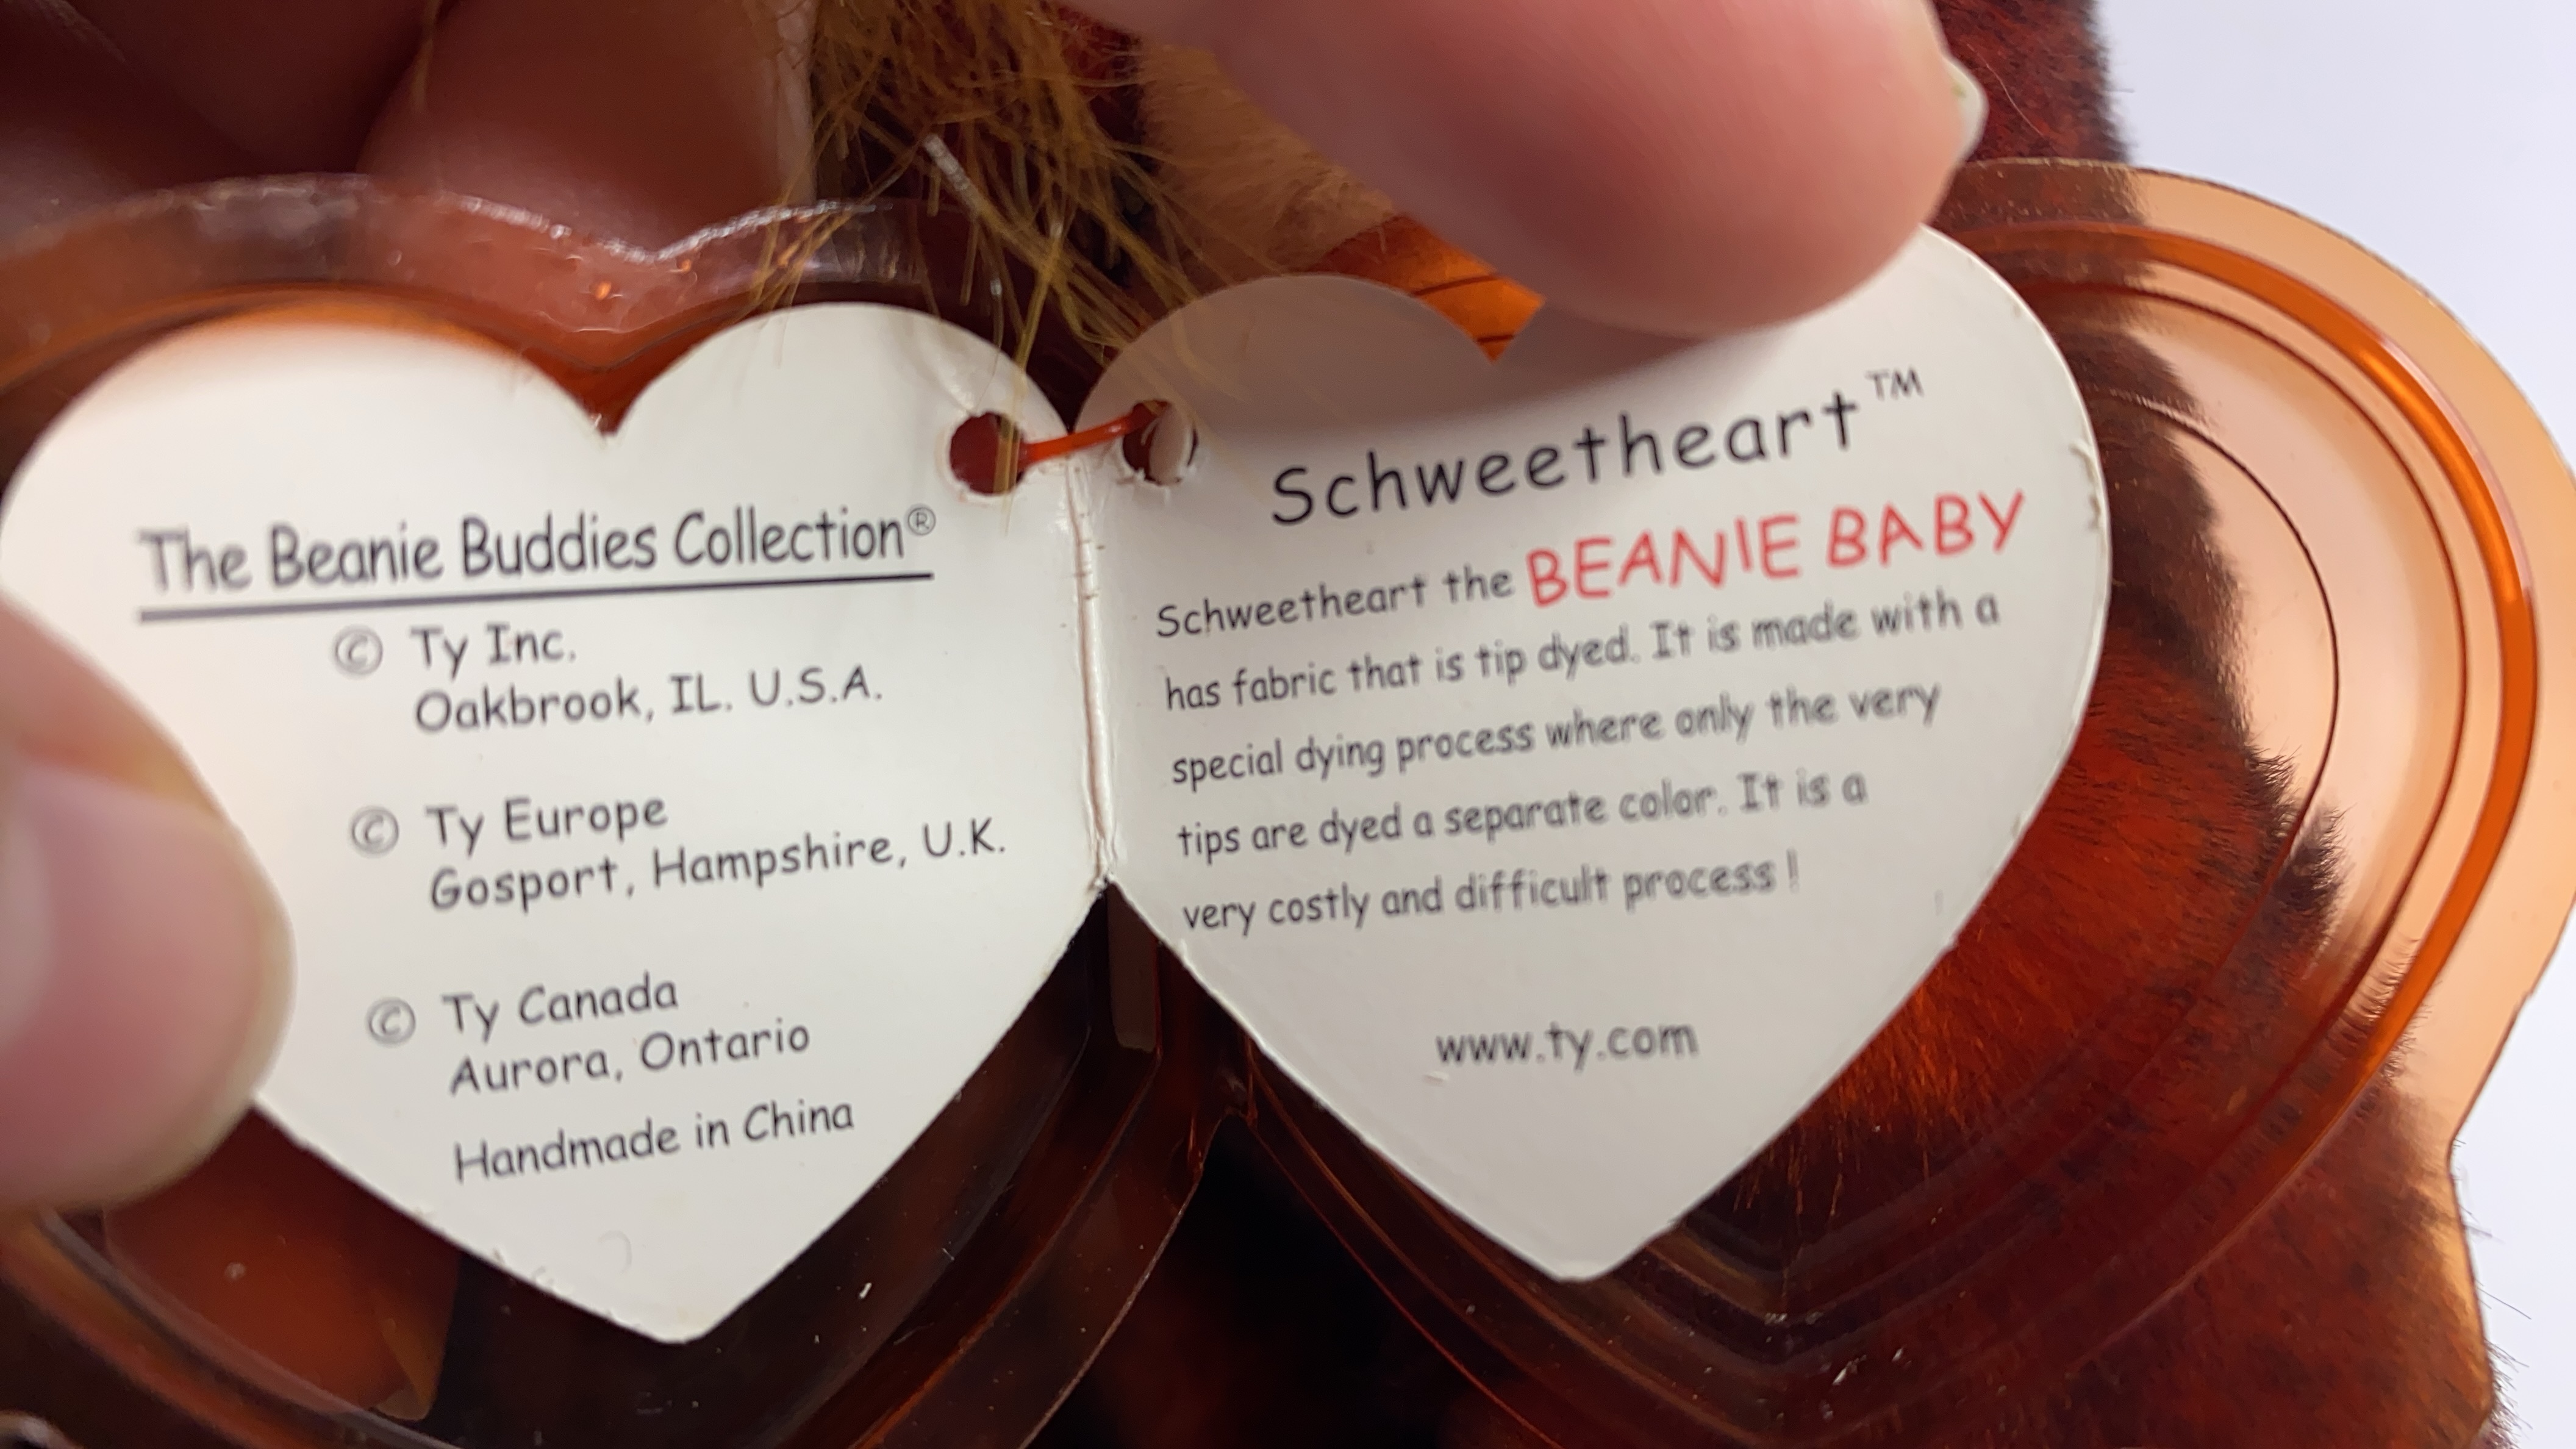 The Beanie Buddies Collection®
© Ty Inc.
Oakbrook, IL. U.S.A.
© Ty Europe
Gosport, Hampshire, U.K.
© Ty Canada
Aurora, Ontario
Handmade in China
Schweetheart™
Schweetheart the BEANIE BABY
has fabric that is tip dyed. It is made with a
special dying process where only the very
tips are dyed a separate color. It is a
very costly and difficult process !
www.ty.com